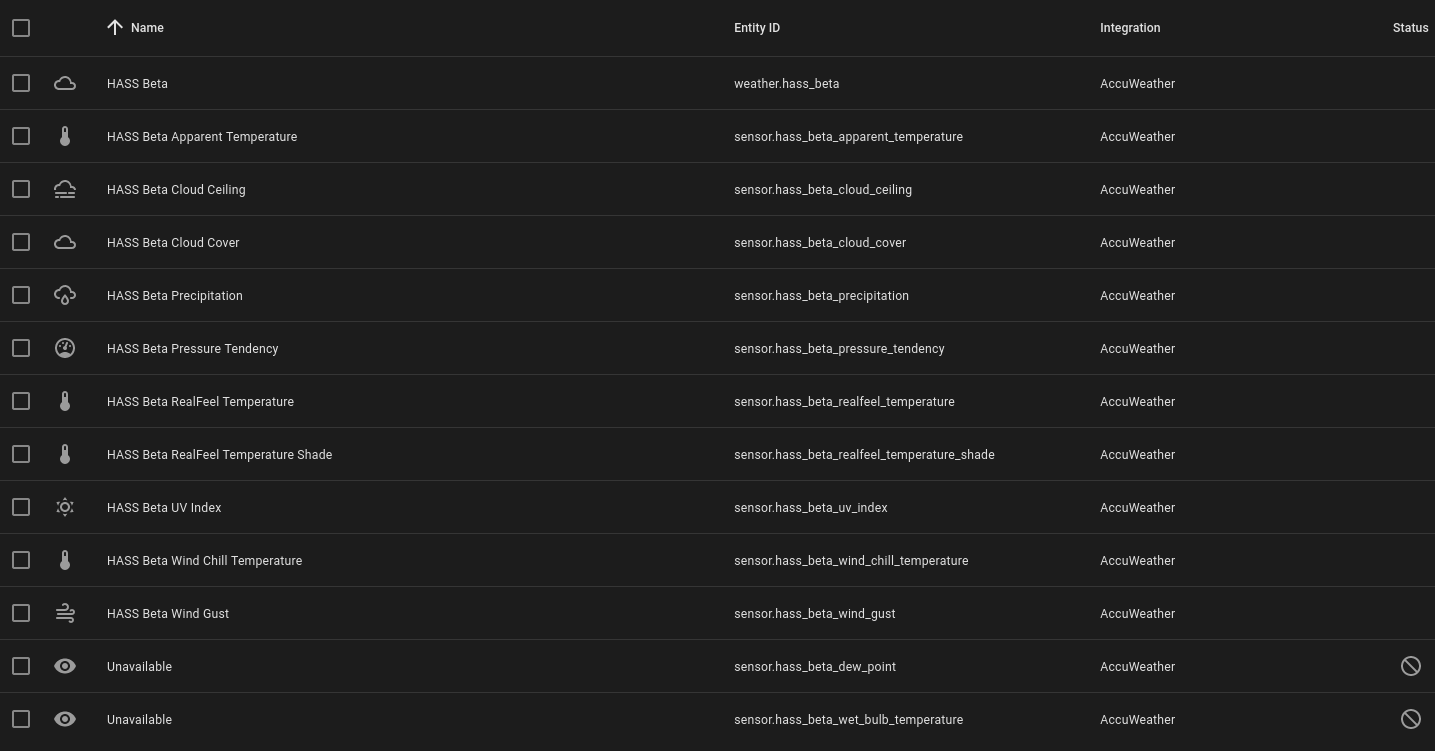 Name Entity ID Integration Status
HASS Beta weather.hass_beta AccuWeather
HASS Beta Apparent Temperature sensor.hass_beta_apparent_temperature AccuWeather
HASS Beta Cloud Ceiling sensor.hass_beta_cloud_ceiling AccuWeather
HASS Beta Cloud Cover sensor.hass_beta_cloud_cover AccuWeather
HASS Beta Precipitation sensor.hass_beta_precipitation AccuWeather
HASS Beta Pressure Tendency sensor.hass_beta_pressure_tendency AccuWeather
HASS Beta RealFeel Temperature sensor.hass_beta_realfeel_temperature AccuWeather
HASS Beta RealFeel Temperature Shade sensor.hass_beta_realfeel_temperature_shade AccuWeather
HASS Beta UV Index sensor.hass_beta_uv_index AccuWeather
HASS Beta Wind Chill Temperature sensor.hass_beta_wind_chill_temperature AccuWeather
HASS Beta Wind Gust sensor.hass_beta_wind_gust AccuWeather
Unavailable sensor.hass_beta_dew_point AccuWeather
Unavailable sensor.hass_beta_wet_bulb_temperature AccuWeather